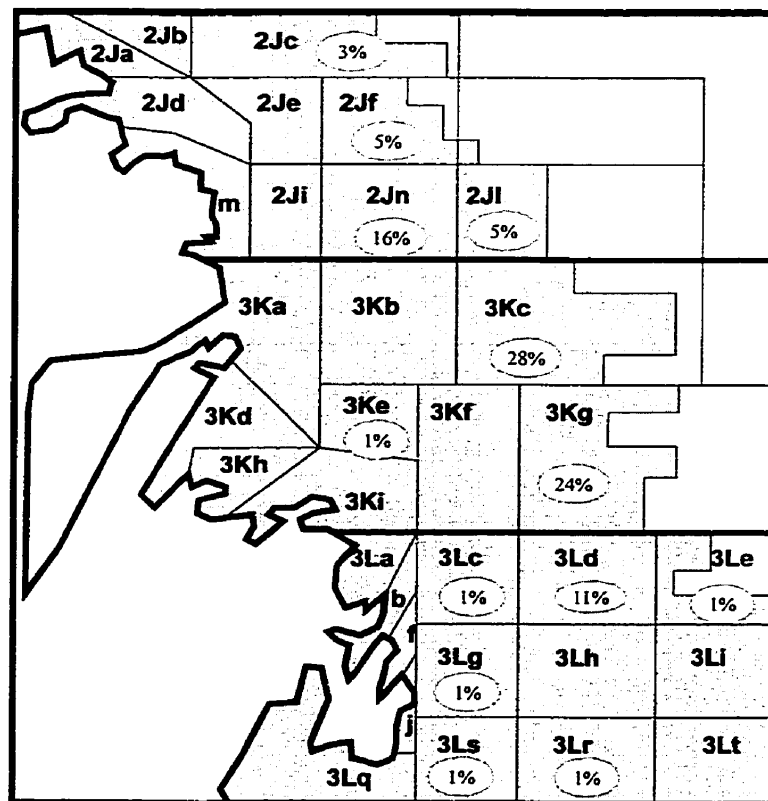 2Ja 2Jb 2Jc
3%
2Jd 2Je 2Jf
5%
m 2Ji 2Jn 2Jl
16% 5%
3Ka 3Kb 3Kc
28%
3Kd 3Ke 3Kf 3Kg
1%
3Kh
24%
3Ki
3La 3Lc 3Ld 3Le
b 1% 11% 1%
f
3Lg 3Lh 3Li
1%
j 3Ls 3Lr 3Lt
3Lq 1% 1%